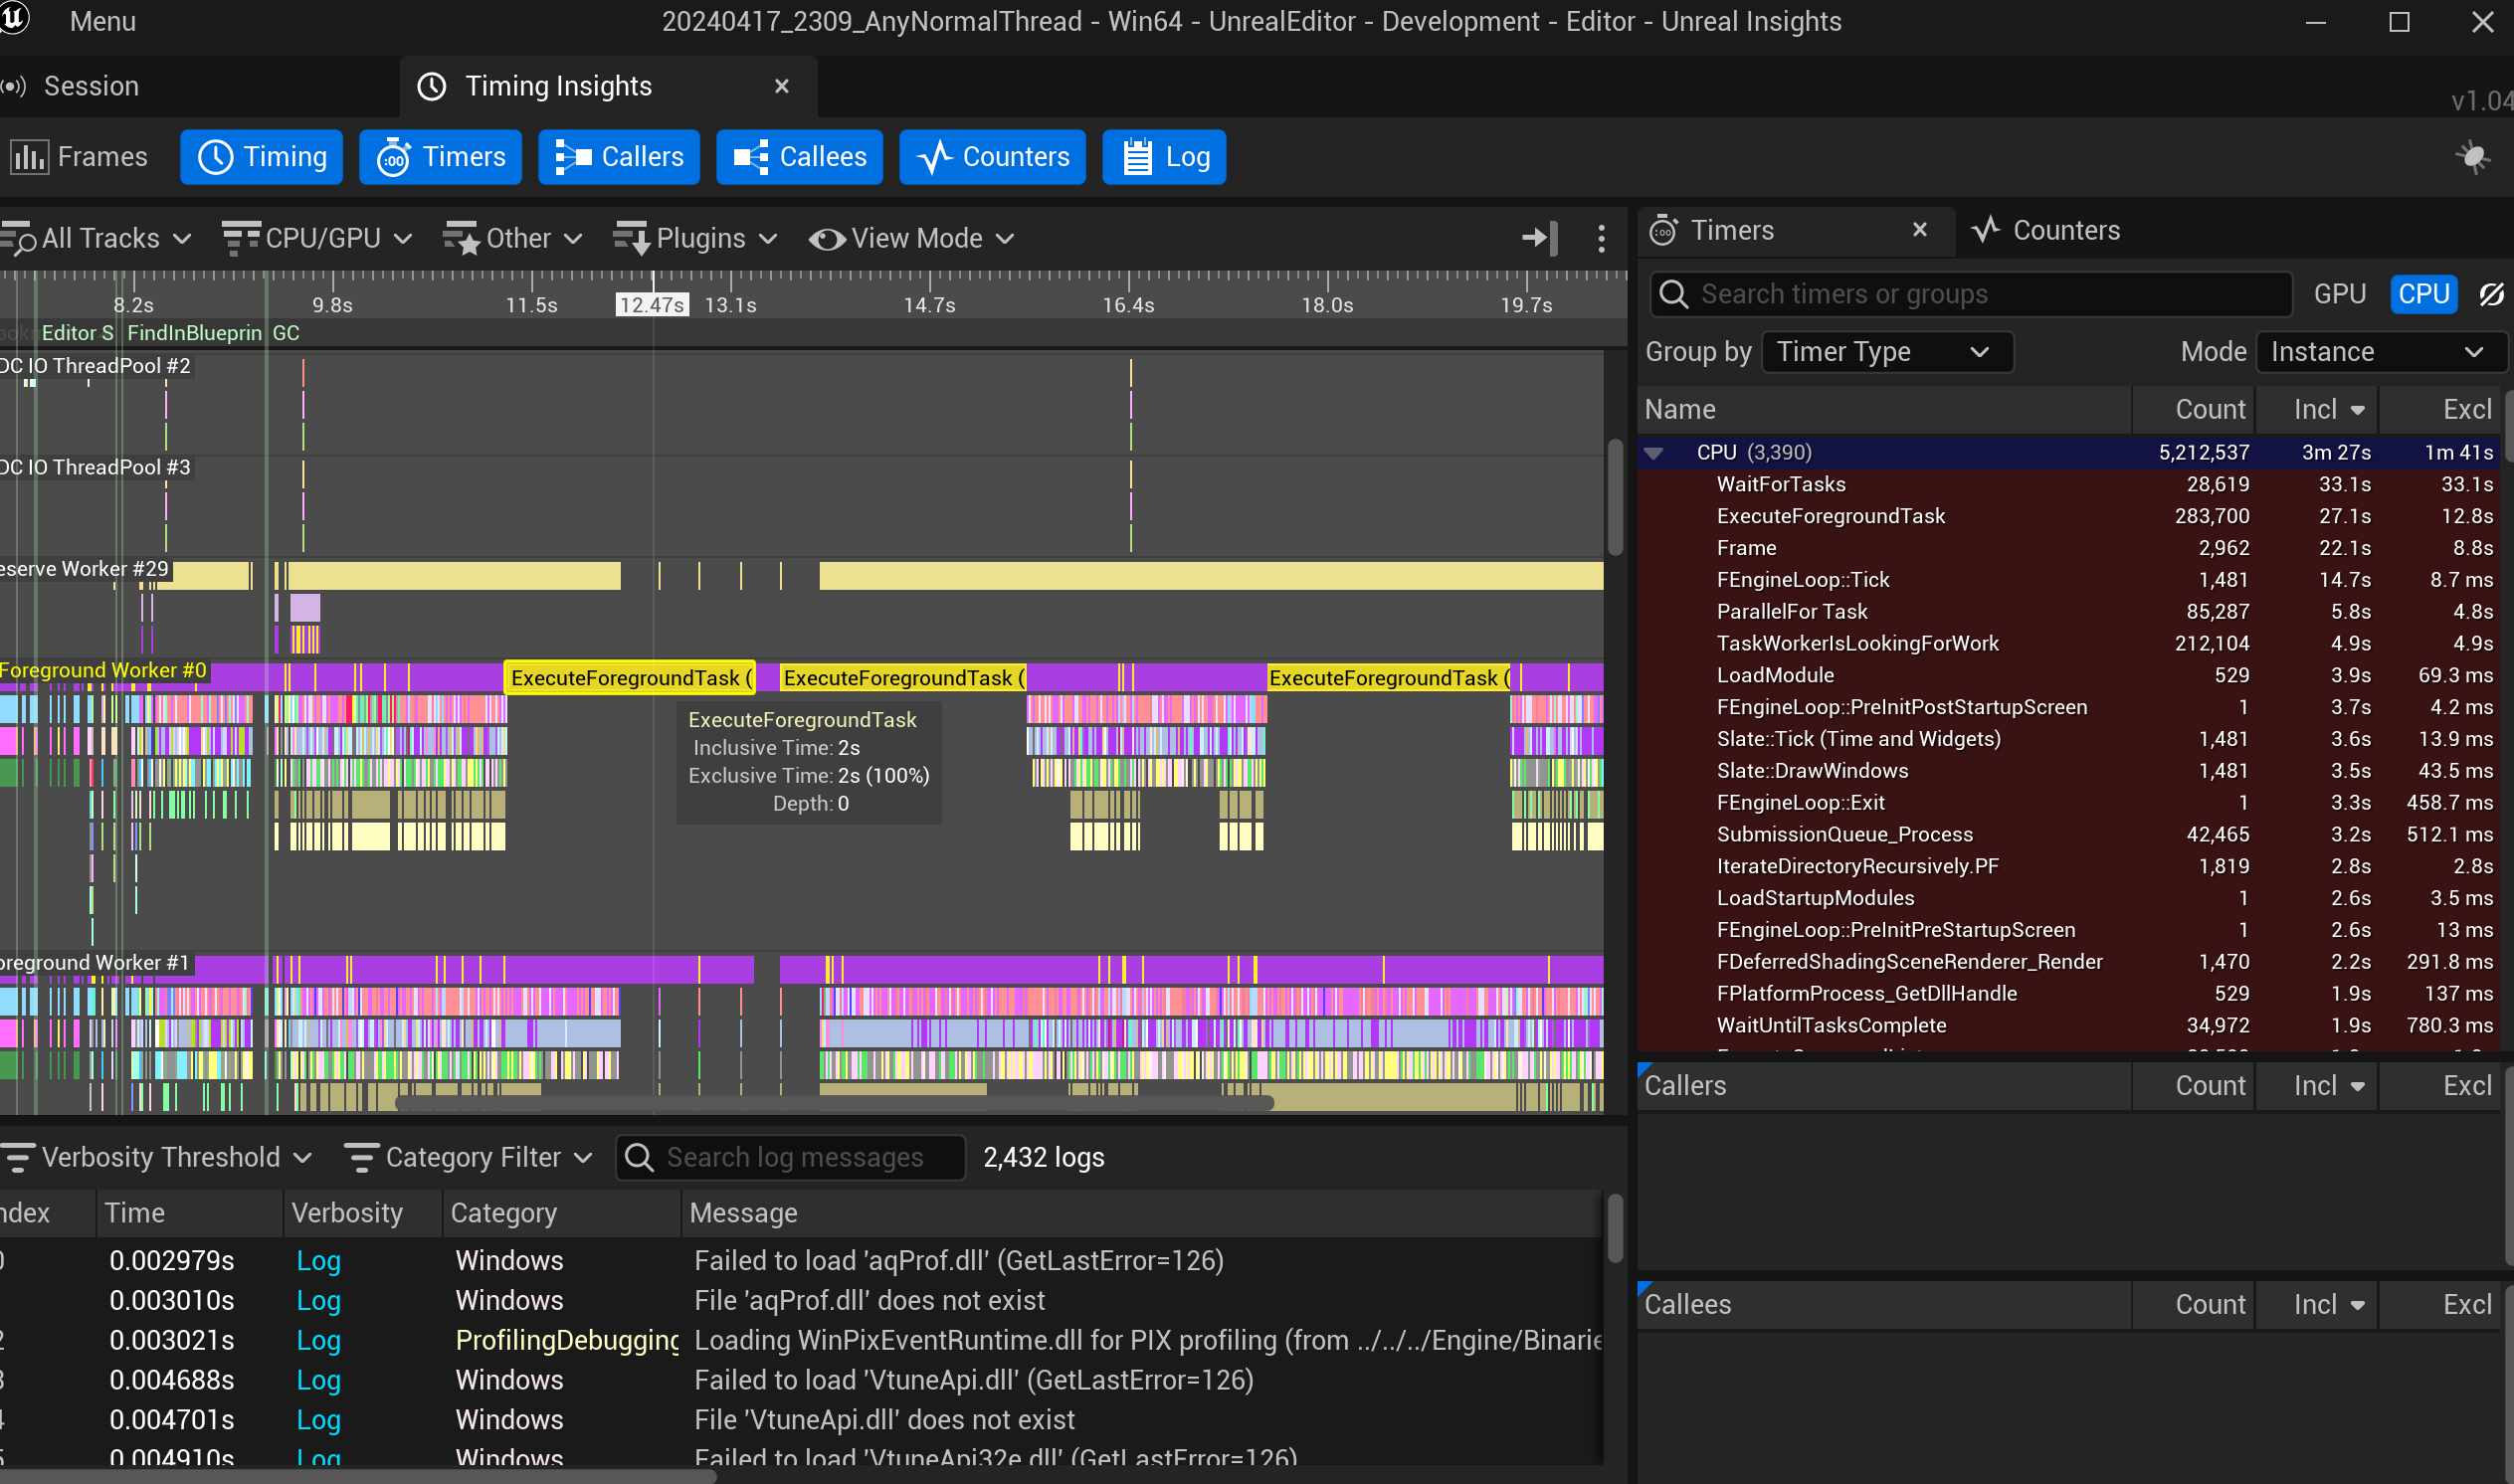 Menu
20240417_2309_AnyNormalThread - Win64 - UnrealEditor - Development - Editor - Unreal Insights
Session
Timing Insights
v1.04
Frames
Timing
Timers
Callers
Callees
Counters
Log
All Tracks
CPU/GPU
Other
Plugins
View Mode
8.2s 9.8s 11.5s 12.47s 13.1s 14.7s 16.4s 18.0s 19.7s
Editor S FindInBlueprin GC
DC IO ThreadPool #2
DC IO ThreadPool #3
eserve Worker #29
Foreground Worker #0
ExecuteForegroundTask ( ExecuteForegroundTask ( ExecuteForegroundTask (
ExecuteForegroundTask
Inclusive Time: 2s
Exclusive Time: 2s (100%)
Depth: 0
oreground Worker #1
Verbosity Threshold
Category Filter
Search log messages
2,432 logs
ndex Time Verbosity Category Message
0 0.002979s Log Windows Failed to load 'aqProf.dll' (GetLastError=126)
0.003010s Log Windows File 'aqProf.dll' does not exist
2 0.003021s Log ProfilingDebugging Loading WinPixEventRuntime.dll for PIX profiling (from ../../../Engine/Binarie
3 0.004688s Log Windows Failed to load 'VtuneApi.dll' (GetLastError=126)
4 0.004701s Log Windows File 'VtuneApi.dll' does not exist
5 0.004910s Log Windows Failed to load 'VtuneApi32e.dll' (GetLastError=126)
Timers
Counters
Search timers or groups
GPU
CPU
Group by Timer Type
Mode Instance
Name Count Incl Excl
CPU (3,390) 5,212,537 3m 27s 1m 41s
WaitForTasks 28,619 33.1s 33.1s
ExecuteForegroundTask 283,700 27.1s 12.8s
Frame 2,962 22.1s 8.8s
FEngineLoop::Tick 1,481 14.7s 8.7 ms
ParallelFor Task 85,287 5.8s 4.8s
TaskWorkerIsLookingForWork 212,104 4.9s 4.9s
LoadModule 529 3.9s 69.3 ms
FEngineLoop::PreInitPostStartupScreen 1 3.7s 4.2 ms
Slate::Tick (Time and Widgets) 1,481 3.6s 13.9 ms
Slate::DrawWindows 1,481 3.5s 43.5 ms
FEngineLoop::Exit 1 3.3s 458.7 ms
SubmissionQueue_Process 42,465 3.2s 512.1 ms
IterateDirectoryRecursively.PF 1,819 2.8s 2.8s
LoadStartupModules 1 2.6s 3.5 ms
FEngineLoop::PreInitPreStartupScreen 1 2.6s 13 ms
FDeferredShadingSceneRenderer_Render 1,470 2.2s 291.8 ms
FPlatformProcess_GetDllHandle 529 1.9s 137 ms
WaitUntilTasksComplete 34,972 1.9s 780.3 ms
Callers Count Incl Excl
Callees Count Incl Excl